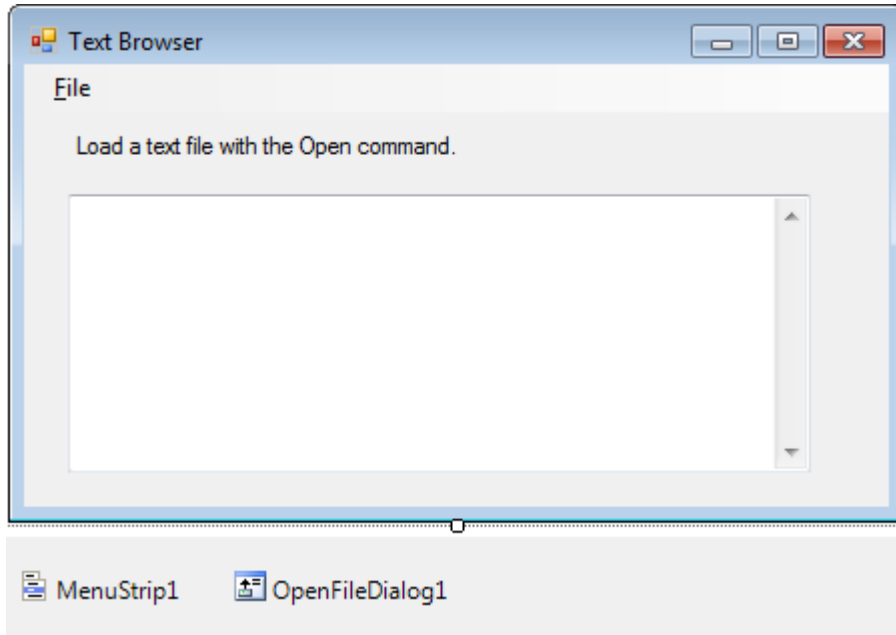 Text Browser
File
Load a text file with the Open command.
MenuStrip1 OpenFileDialog1